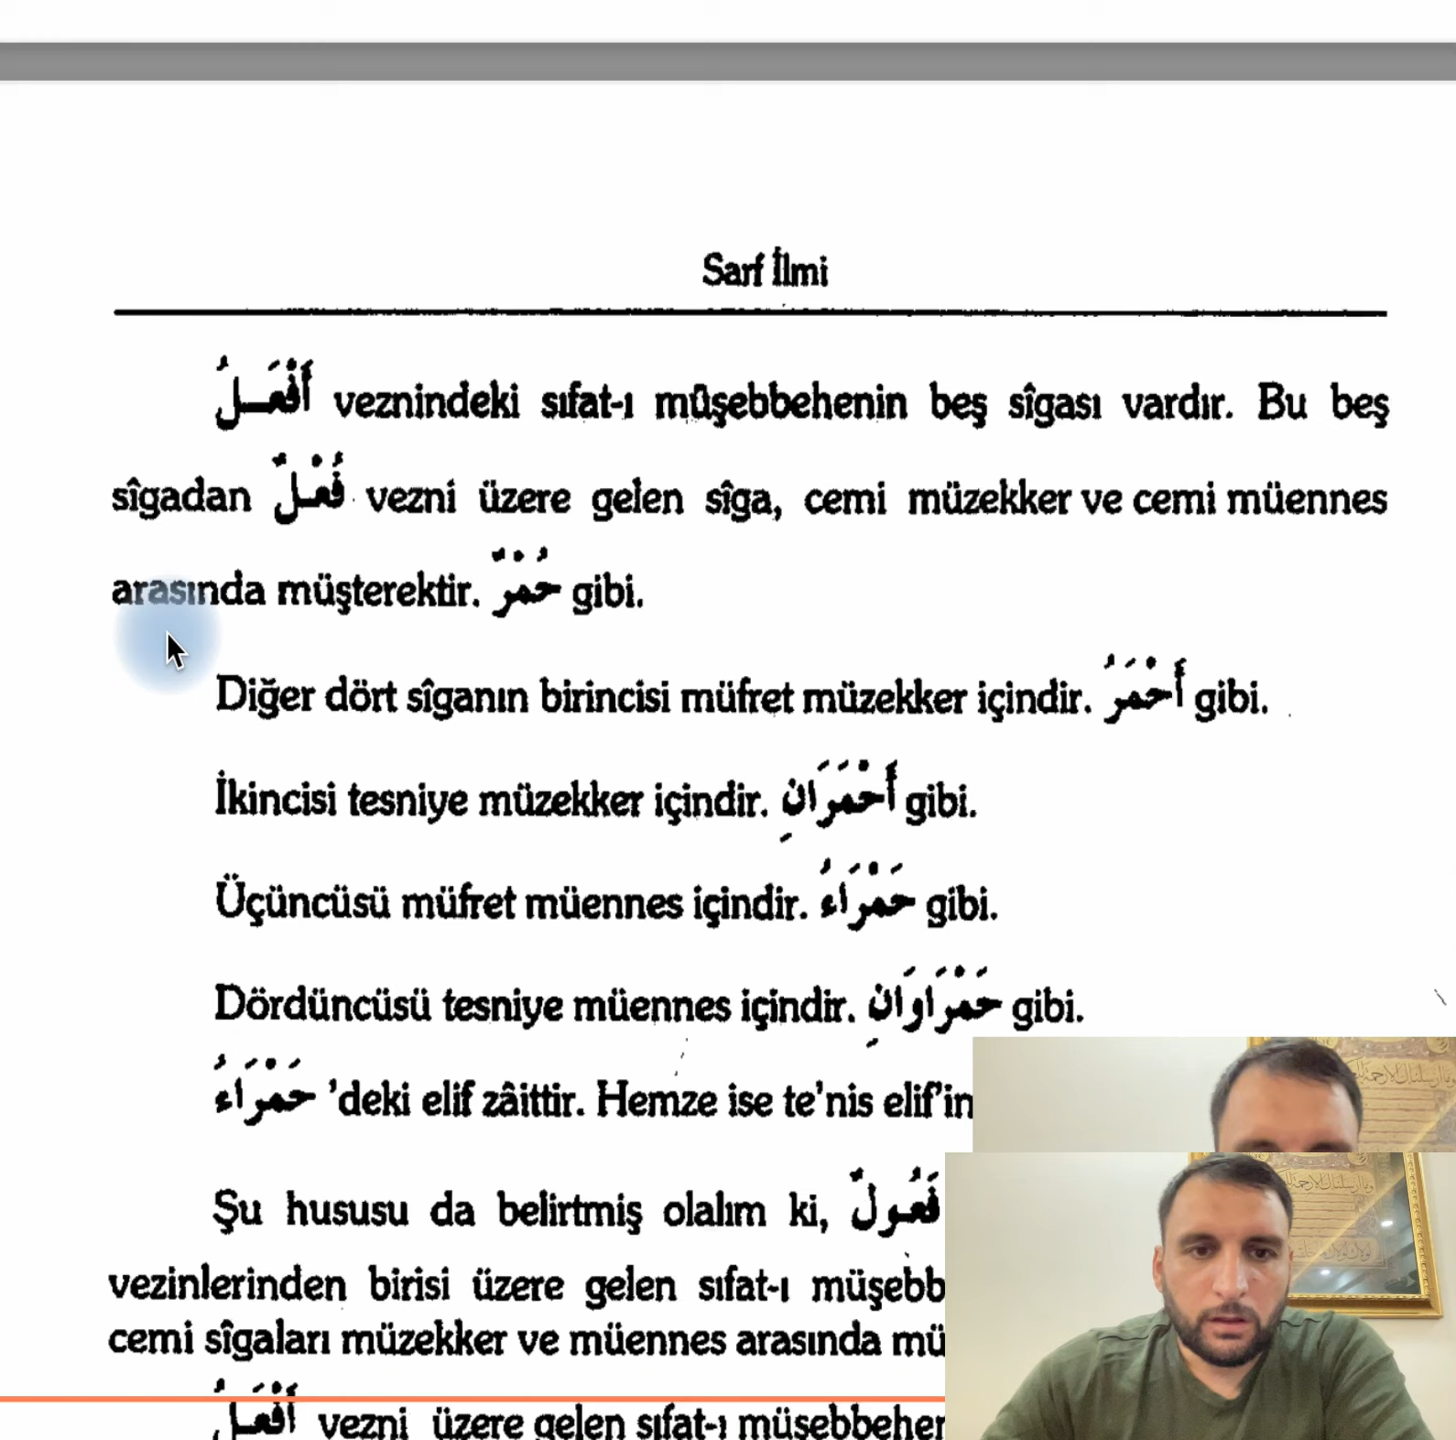 Sarf İlmi
أَفْعَلُ veznindeki sıfat-ı müşebbehenin beş sîgası vardır. Bu beş
sîgadan فُعْلٌ vezni üzere gelen sîga, cemi müzekker ve cemi müennes
arasında müşterektir. حُمْرٌ gibi.
Diğer dört sîganın birincisi müfret müzekker içindir. أَحْمَرُ gibi.
İkincisi tesniye müzekker içindir. أَحْمَرَانِ gibi.
Üçüncüsü müfret müennes içindir. حَمْرَاءُ gibi.
Dördüncüsü tesniye müennes içindir. حَمْرَاوَانِ gibi.
حَمْرَاءُ 'deki elif zâittir. Hemze ise te'nis elif'in
Şu hususu da belirtmiş olalım ki, فَعُولٌ
vezinlerinden birisi üzere gelen sıfat-ı müşebb
cemi sîgaları müzekker ve müennes arasında mü
أَفْعَلُ vezni üzere gelen sıfat-ı müşebbeher